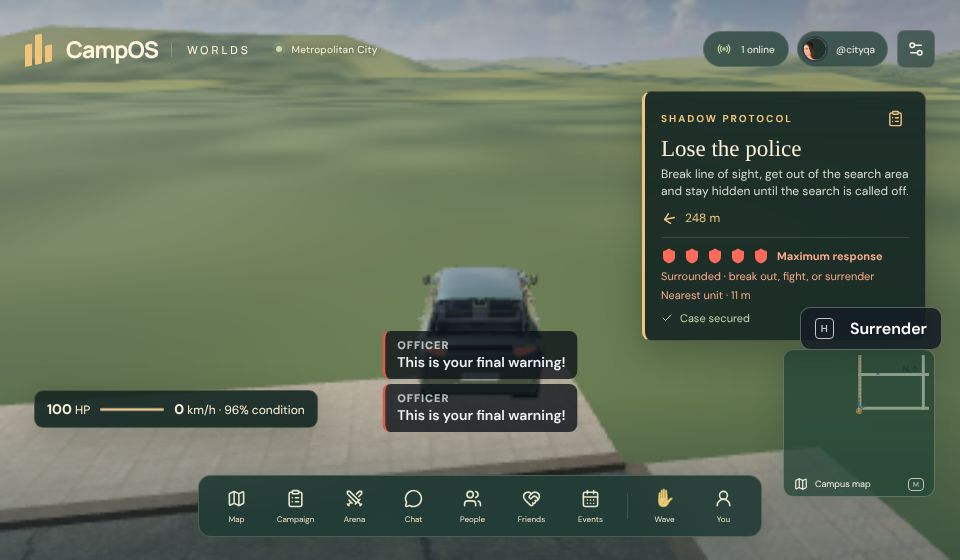 CampOS
WORLDS
Metropolitan City
1 online
@cityqa
SHADOW PROTOCOL
Lose the police
Break line of sight, get out of the search area
and stay hidden until the search is called off.
248 m
Maximum response
Surrounded · break out, fight, or surrender
Nearest unit · 11 m
Case secured
H Surrender
OFFICER
This is your final warning!
OFFICER
This is your final warning!
100 HP 0 km/h · 96% condition
Campus map M
Map
Campaign
Arena
Chat
People
Friends
Events
Wave
You